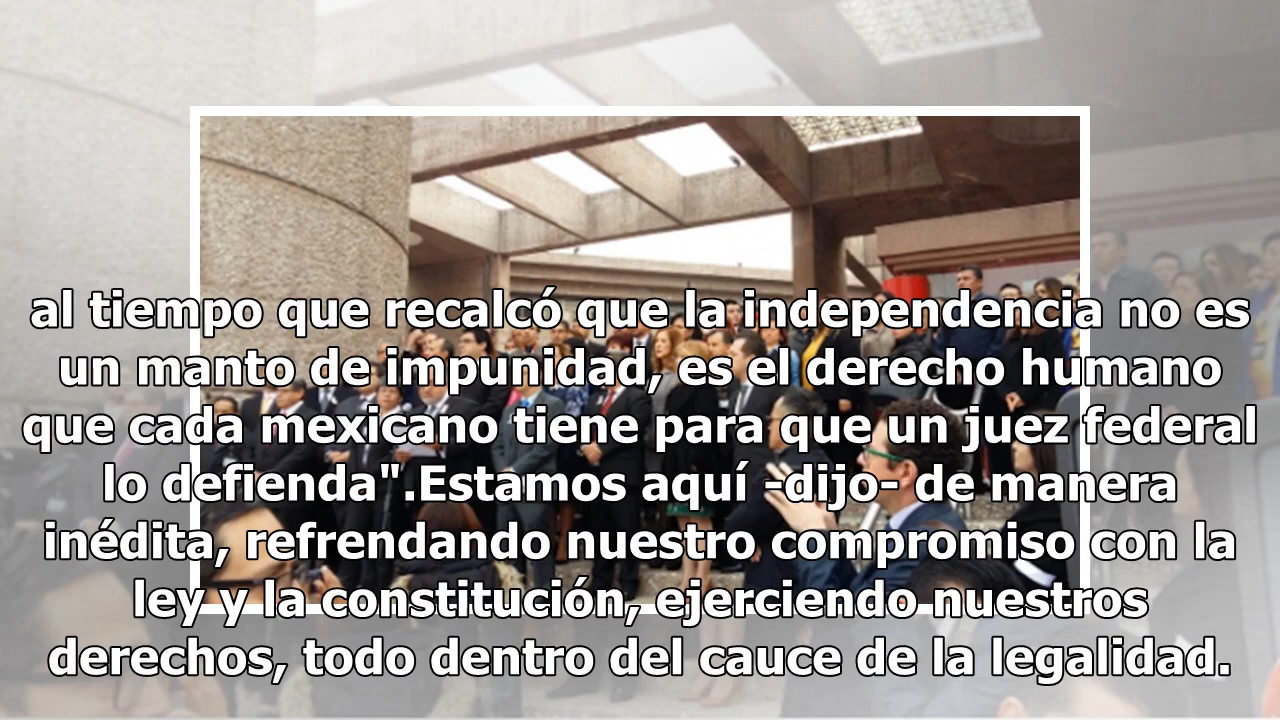 al tiempo que recalcó que la independencia no es
un manto de impunidad, es el derecho humano
que cada mexicano tiene para que un juez federal
lo defienda".Estamos aquí -dijo- de manera
inédita, refrendando nuestro compromiso con la
ley y la constitución, ejerciendo nuestros
derechos, todo dentro del cauce de la legalidad.